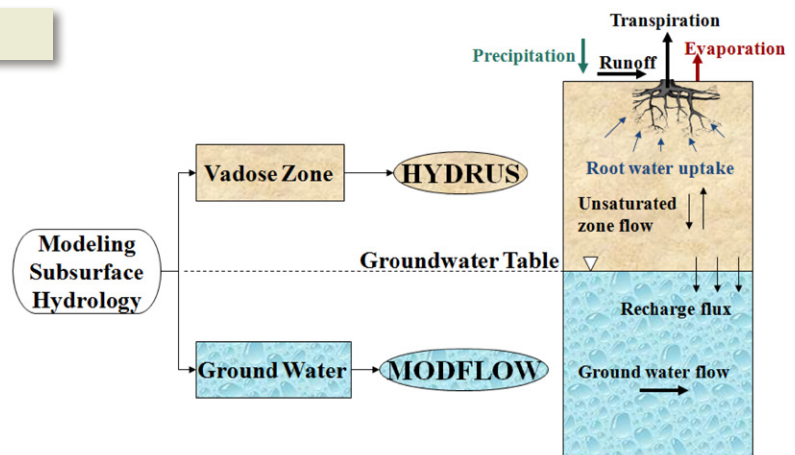 Transpiration
Precipitation
Runoff
Evaporation
Vadose Zone
HYDRUS
Root water uptake
Unsaturated
zone flow
Modeling
Subsurface
Hydrology
Groundwater Table
Recharge flux
Ground Water
MODFLOW
Ground water flow